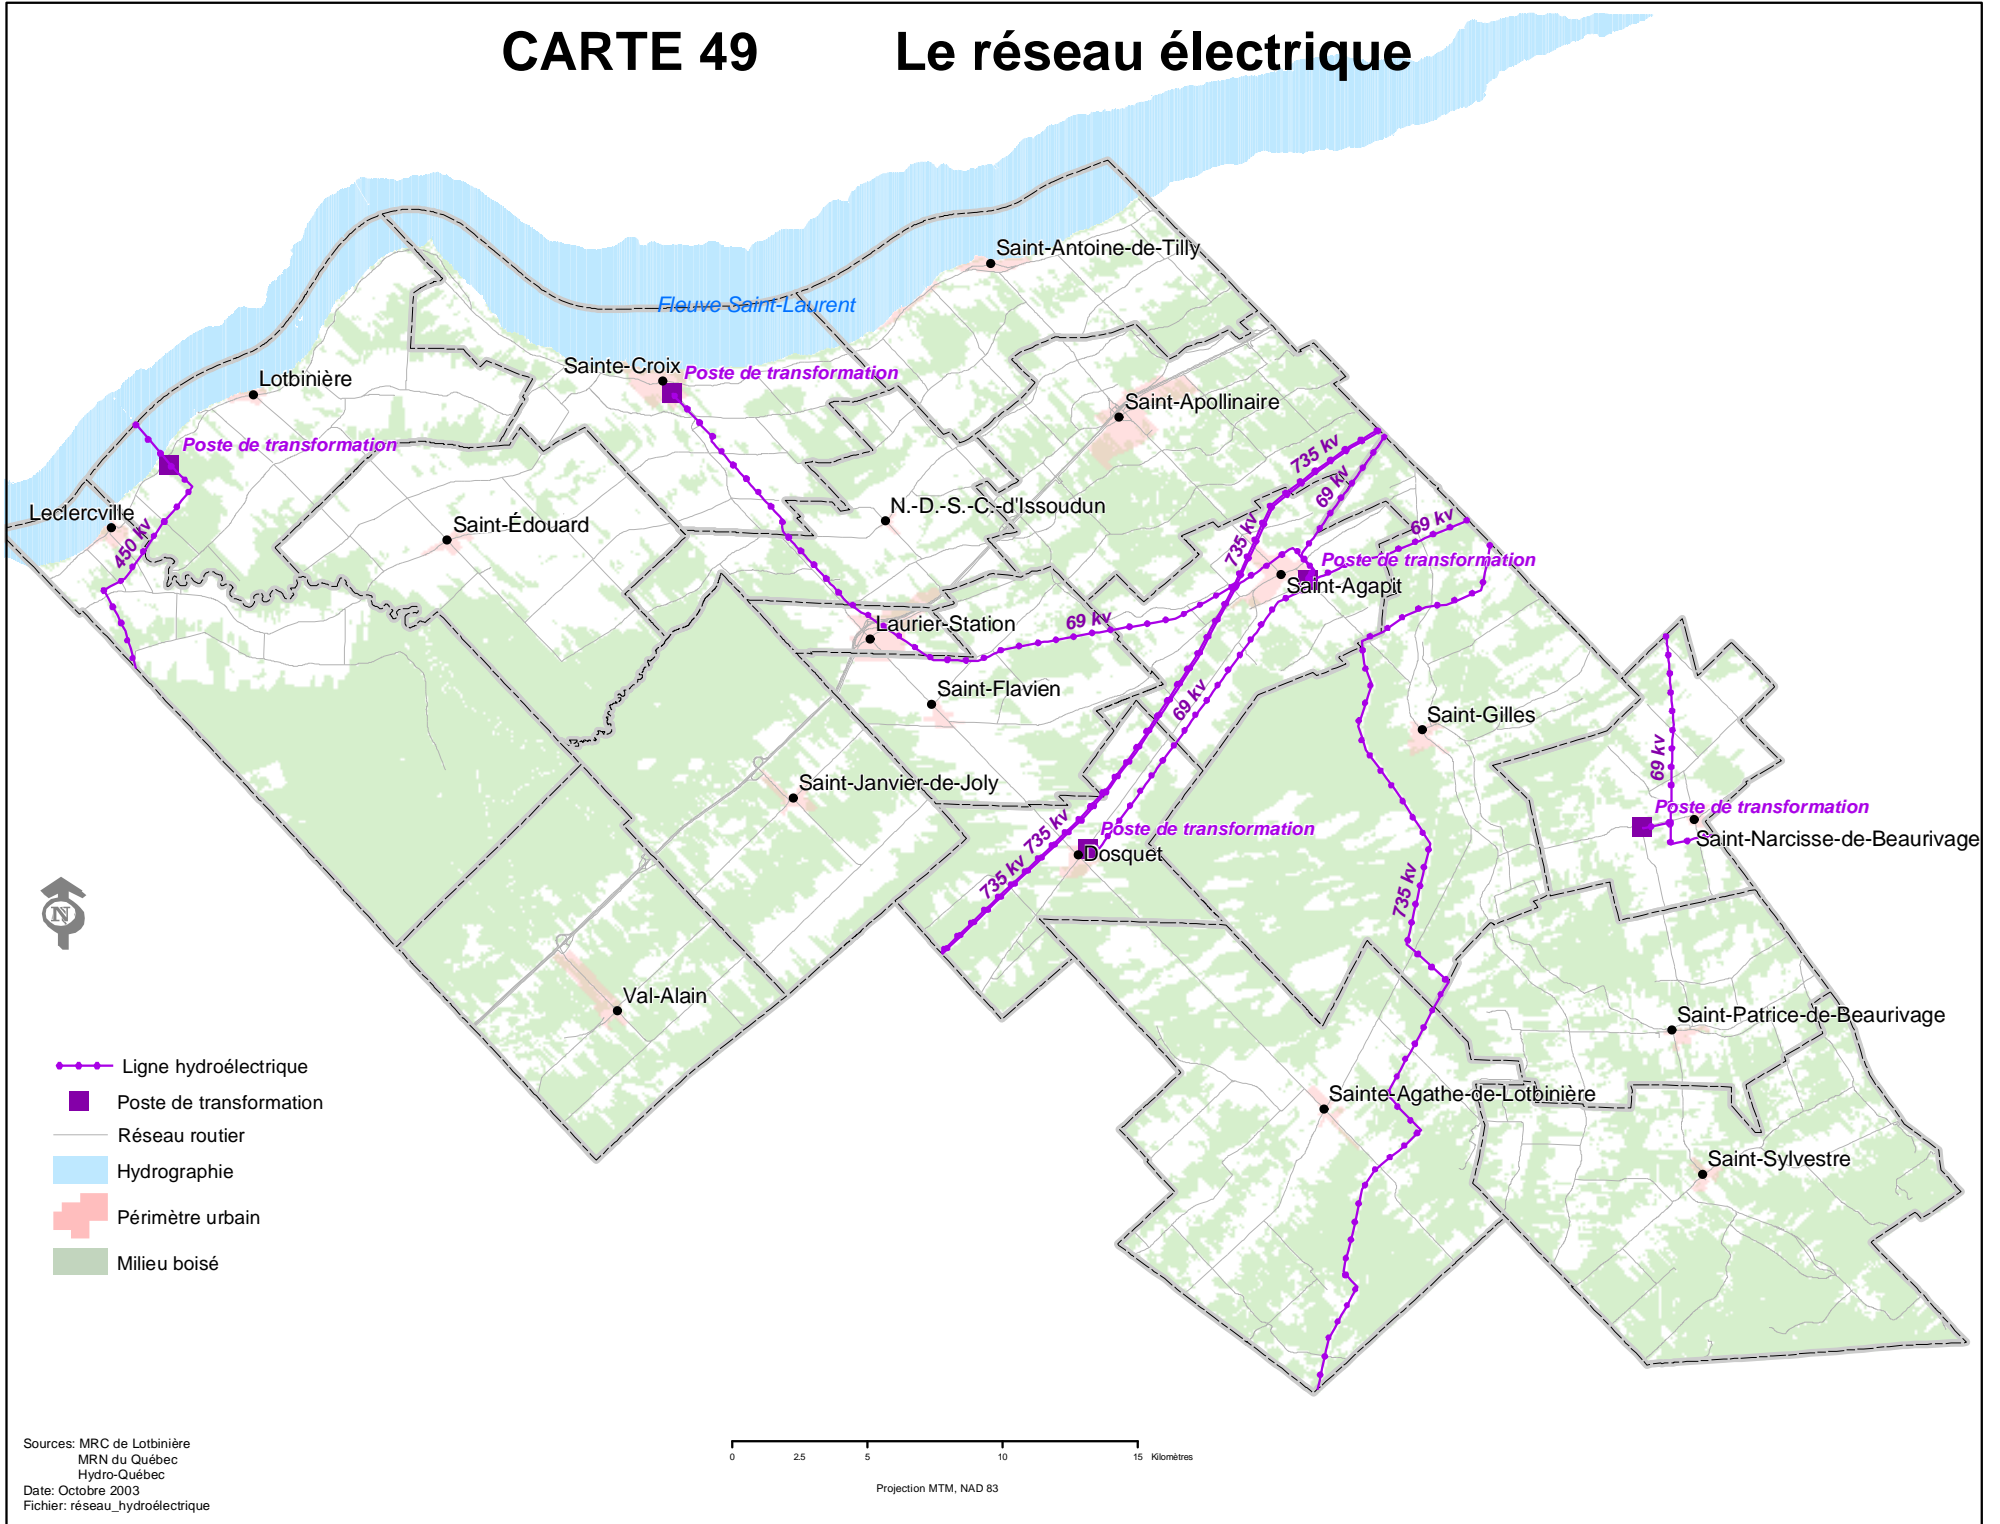 CARTE 49 Le réseau électrique
Saint-Antoine-de-Tilly
Fleuve Saint-Laurent
Sainte-Croix
Poste de transformation
Lotbinière
Saint-Apollinaire
Poste de transformation
735 kv
69 kv
Leclercville
450 kv
Saint-Édouard
N.-D.-S.-C.-d'Issoudun
735 kv
69 kv
Poste de transformation
Saint-Agapit
69 kv
Laurier-Station
Saint-Flavien
69 kv
Saint-Gilles
69 kv
Saint-Janvier-de-Joly
Poste de transformation
Saint-Narcisse-de-Beaurivage
735 kv
Poste de transformation
Dosquet
735 kv
735 kv
Val-Alain
Saint-Patrice-de-Beaurivage
Sainte-Agathe-de-Lotbinière
Saint-Sylvestre
N
Ligne hydroélectrique
Poste de transformation
Réseau routier
Hydrographie
Périmètre urbain
Milieu boisé
Sources: MRC de Lotbinière
MRN du Québec
Hydro-Québec
Date: Octobre 2003
Fichier: réseau_hydroélectrique
0 2.5 5 10 15 Kilomètres
Projection MTM, NAD 83